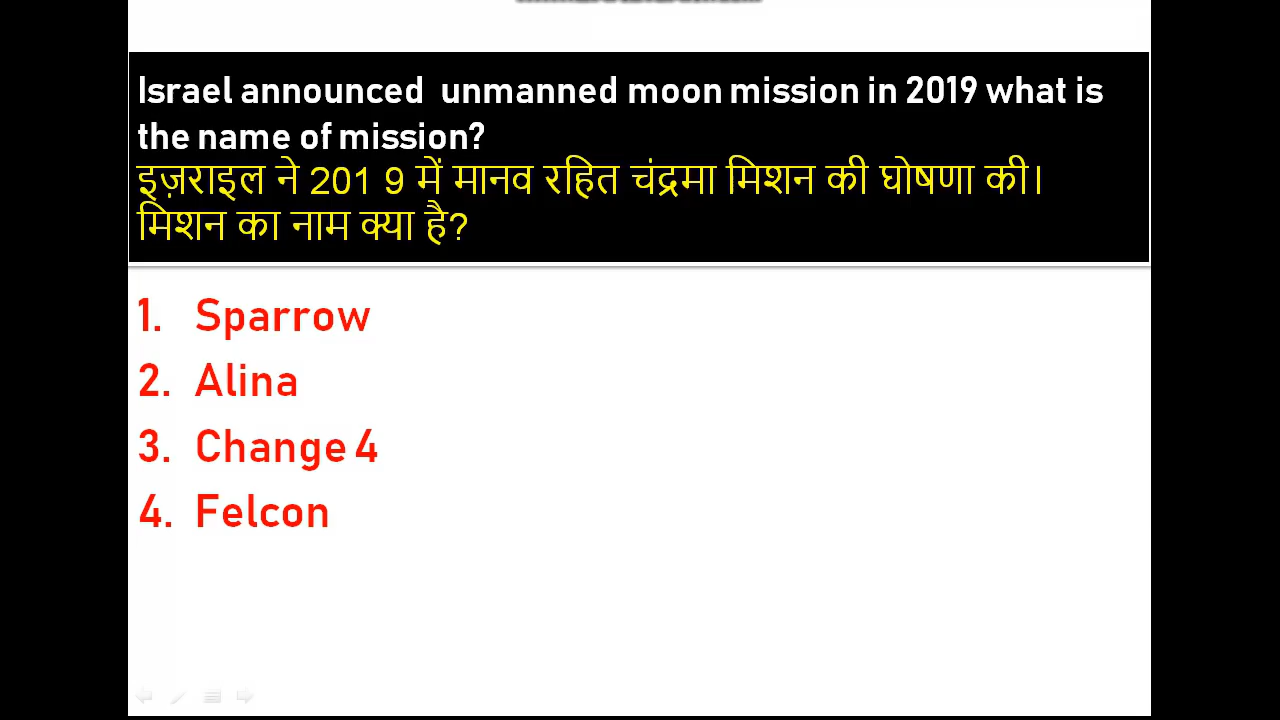 Israel announced unmanned moon mission in 2019 what is
the name of mission?
इज़राइल ने 201 9 में मानव रहित चंद्रमा मिशन की घोषणा की।
मिशन का नाम क्या है?
1. Sparrow
2. Alina
3. Change 4
4. Felcon